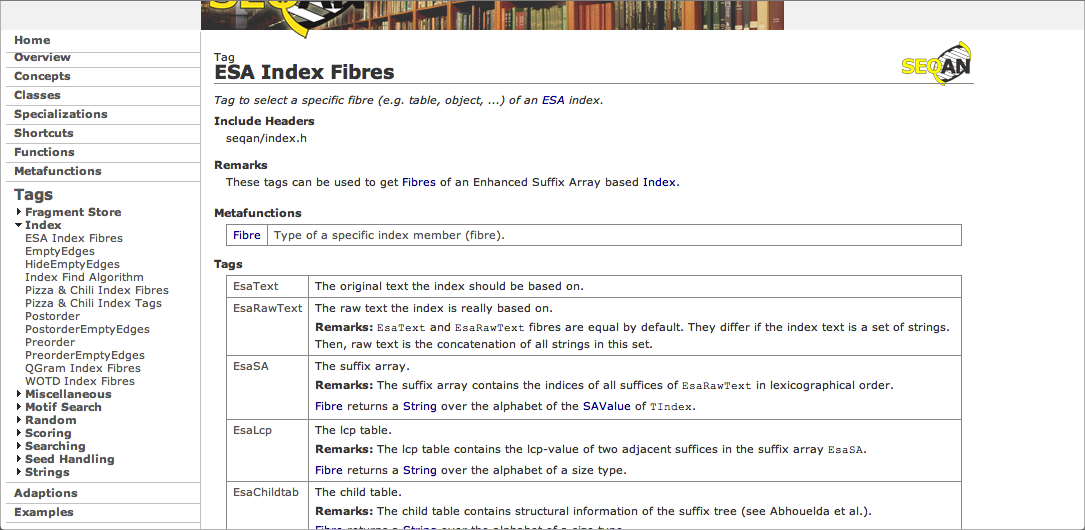 SEQAN
Home
Overview
Concepts
Classes
Specializations
Shortcuts
Functions
Metafunctions
Tags
Fragment Store
Index
ESA Index Fibres
EmptyEdges
HideEmptyEdges
Index Find Algorithm
Pizza & Chili Index Fibres
Pizza & Chili Index Tags
Postorder
PostorderEmptyEdges
Preorder
PreorderEmptyEdges
QGram Index Fibres
WOTD Index Fibres
Miscellaneous
Motif Search
Random
Scoring
Searching
Seed Handling
Strings
Adaptions
Examples
Tag
ESA Index Fibres
SEQAN
Tag to select a specific fibre (e.g. table, object, ...) of an ESA index.
Include Headers
seqan/index.h
Remarks
These tags can be used to get Fibres of an Enhanced Suffix Array based Index.
Metafunctions
Fibre Type of a specific index member (fibre).
Tags
EsaText The original text the index should be based on.
EsaRawText The raw text the index is really based on.
Remarks: EsaText and EsaRawText fibres are equal by default. They differ if the index text is a set of strings.
Then, raw text is the concatenation of all strings in this set.
EsaSA The suffix array.
Remarks: The suffix array contains the indices of all suffices of EsaRawText in lexicographical order.
Fibre returns a String over the alphabet of the SAValue of TIndex.
EsaLcp The lcp table.
Remarks: The lcp table contains the lcp-value of two adjacent suffices in the suffix array EsaSA.
Fibre returns a String over the alphabet of a size type.
EsaChildtab The child table.
Remarks: The child table contains structural information of the suffix tree (see Abhouelda et al.).
Fibre returns a String over the alphabet of a size type.